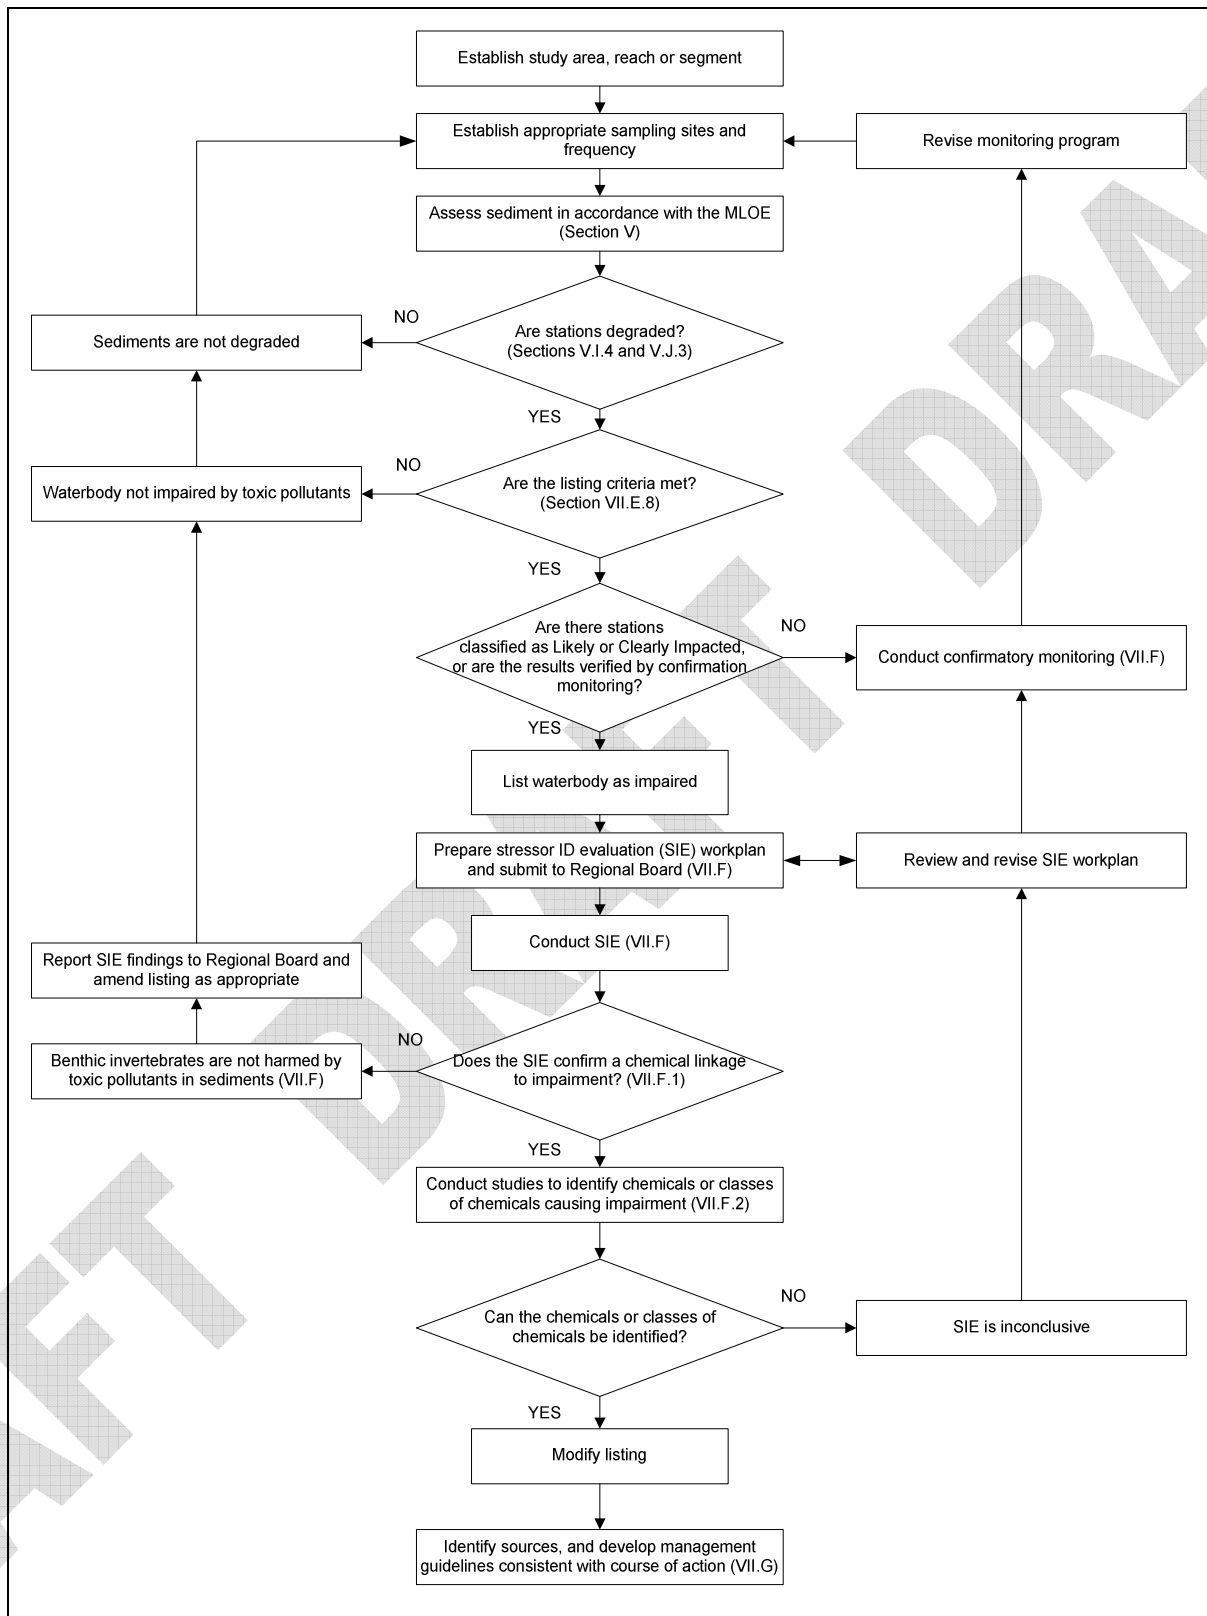 Establish study area, reach or segment
Establish appropriate sampling sites and
frequency
Revise monitoring program
Assess sediment in accordance with the MLOE
(Section V)
NO
Sediments are not degraded
Are stations degraded?
(Sections V.I.4 and V.J.3)
YES
NO
Waterbody not impaired by toxic pollutants
Are the listing criteria met?
(Section VII.E.8)
YES
Are there stations
classified as Likely or Clearly Impacted,
or are the results verified by confirmation
monitoring?
NO
Conduct confirmatory monitoring (VII.F)
YES
List waterbody as impaired
Prepare stressor ID evaluation (SIE) workplan
and submit to Regional Board (VII.F)
Review and revise SIE workplan
Conduct SIE (VII.F)
Report SIE findings to Regional Board and
amend listing as appropriate
NO
Benthic invertebrates are not harmed by
toxic pollutants in sediments (VII.F)
Does the SIE confirm a chemical linkage
to impairment? (VII.F.1)
YES
Conduct studies to identify chemicals or classes
of chemicals causing impairment (VII.F.2)
Can the chemicals or classes of
chemicals be identified?
NO
SIE is inconclusive
YES
Modify listing
Identify sources, and develop management
guidelines consistent with course of action (VII.G)
DRAFT DRAFT DRAFT